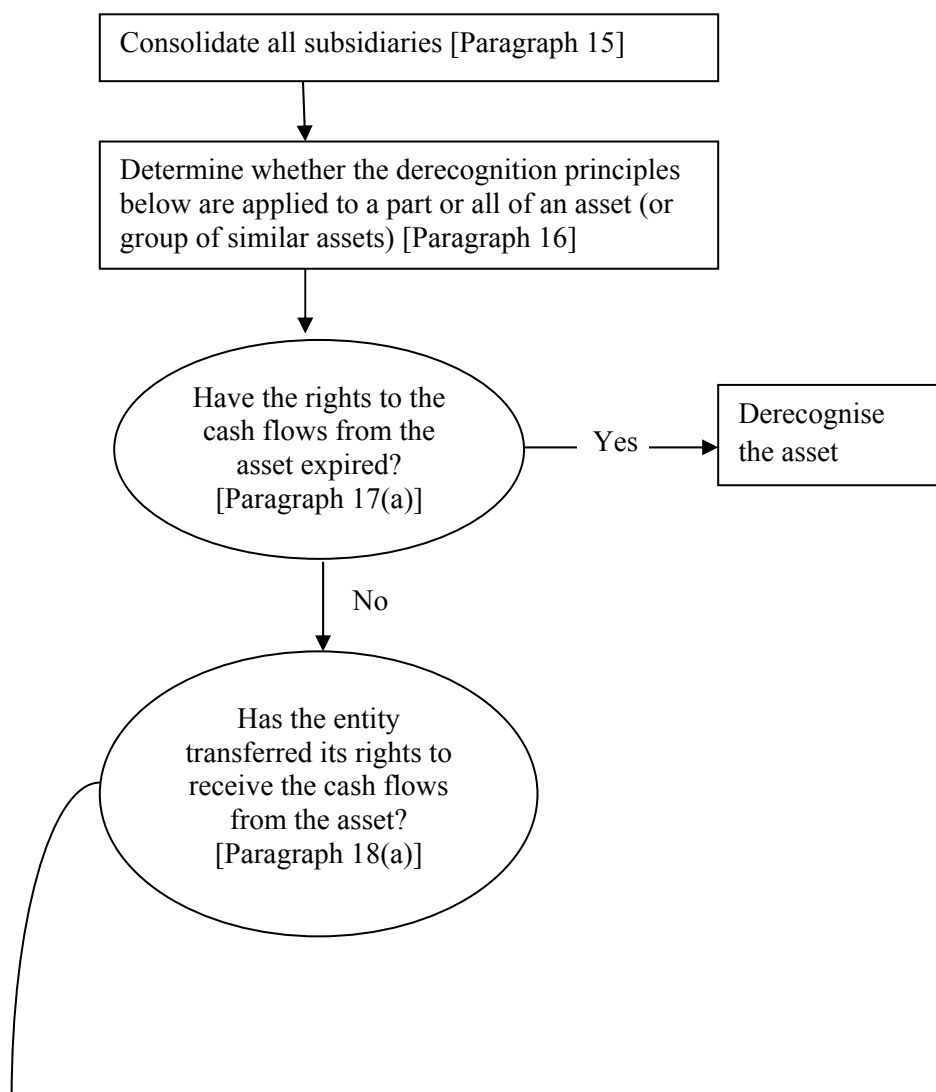 Consolidate all subsidiaries [Paragraph 15]
Determine whether the derecognition principles
below are applied to a part or all of an asset (or
group of similar assets) [Paragraph 16]
Have the rights to the
cash flows from the
asset expired?
[Paragraph 17(a)]
Yes
Derecognise
the asset
No
Has the entity
transferred its rights to
receive the cash flows
from the asset?
[Paragraph 18(a)]